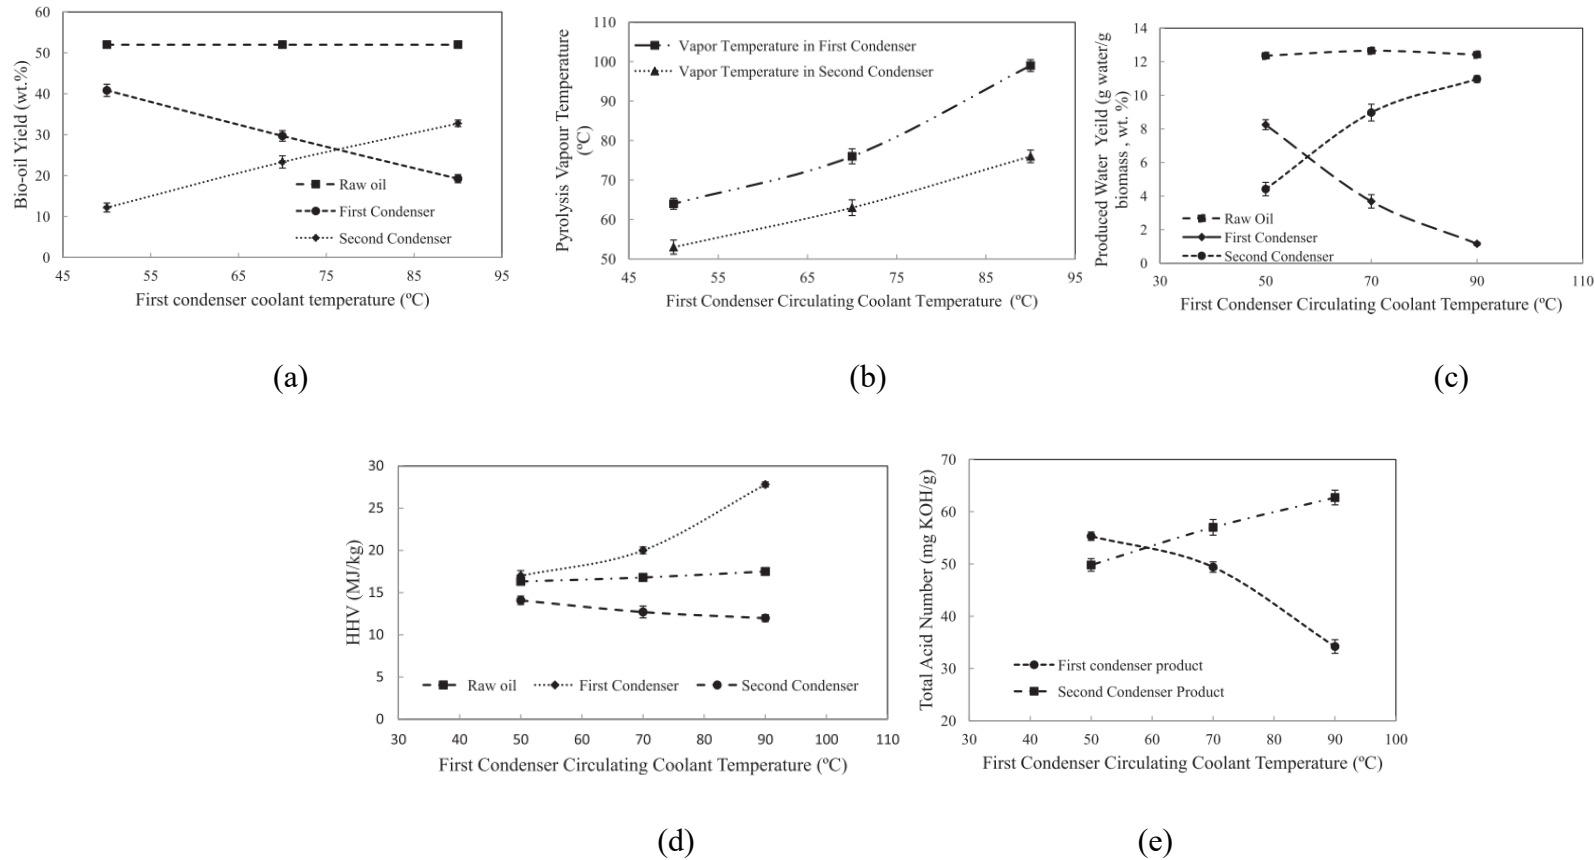 60
50
40
30
20
10
0
Bio-oil Yield (wt.%)
Raw oil
First Condenser
Second Condenser
45 55 65 75 85 95
First condenser coolant temperature (ºC)
(a)
110
100
90
80
70
60
50
Pyrolysis Vapour Temperature
(ºC)
Vapor Temperature in First Condenser
Vapor Temperature in Second Condenser
45 55 65 75 85 95
First Condenser Circulating Coolant Temperature (ºC)
(b)
14
12
10
8
6
4
2
0
Produced Water Yeild (g water/g
biomass , wt. %)
Raw Oil
First Condenser
Second Condenser
30 50 70 90 110
First Condenser Circulating Coolant Temperature (ºC)
(c)
30
25
20
15
10
5
0
HHV (MJ/kg)
Raw oil First Condenser Second Condenser
30 40 50 60 70 80 90 100 110
First Condenser Circulating Coolant Temperature (ºC)
(d)
70
60
50
40
30
20
Total Acid Number (mg KOH/g)
First condenser product
Second Condenser Product
30 40 50 60 70 80 90 100
First Condenser Circulating Coolant Temperature (ºC)
(e)